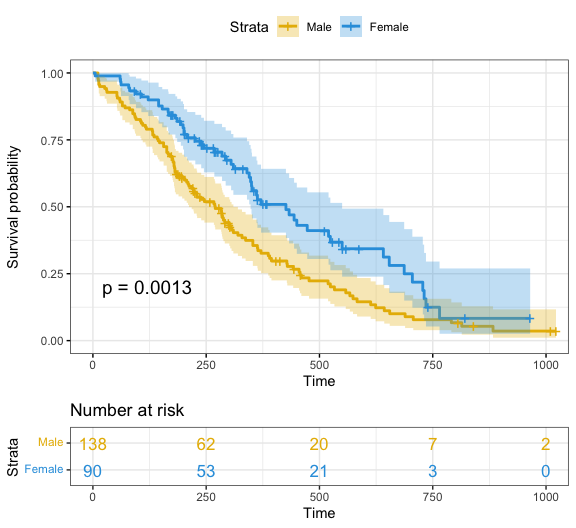 Strata Male Female
1.00
0.75
0.50
0.25
0.00
Survival probability
p = 0.0013
0 250 500 750 1000
Time
Number at risk
Strata
Male 138 62 20 7 2
Female 90 53 21 3 0
0 250 500 750 1000
Time